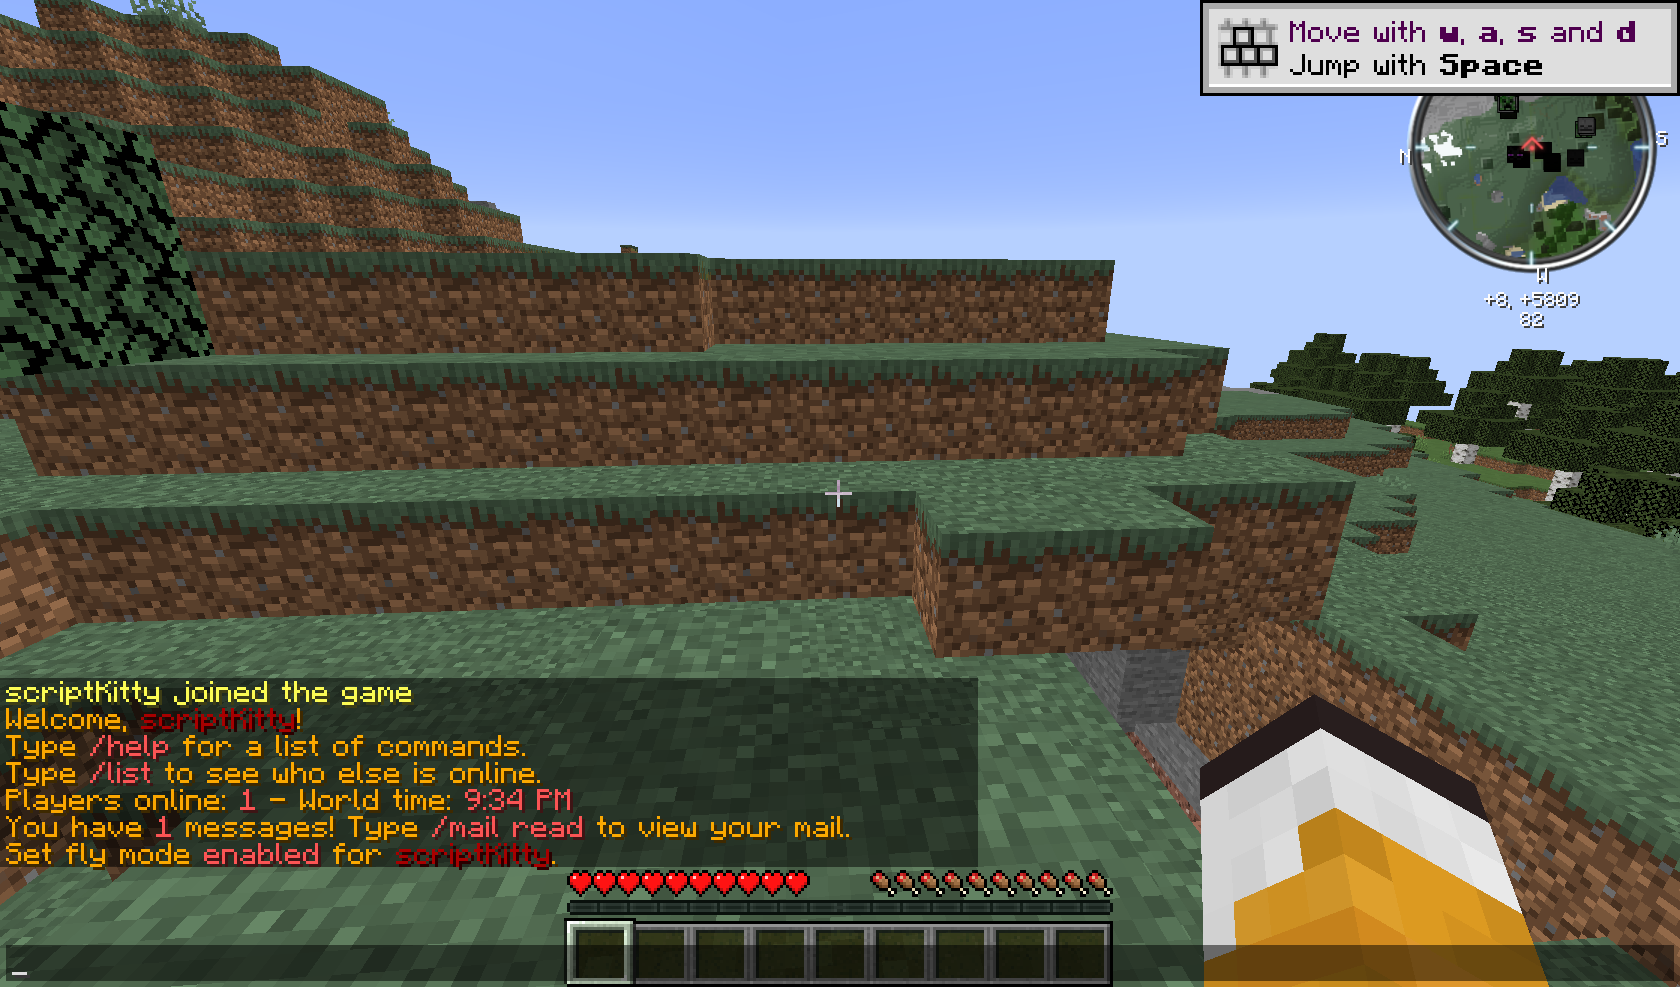 Move with w, a, s and d
Jump with Space
N
S
W
+8, +5809
82
scriptKitty joined the game
Welcome, scriptKitty!
Type /help for a list of commands.
Type /list to see who else is online.
Players online: 1 - World time: 9:34 PM
You have 1 messages! Type /mail read to view your mail.
Set fly mode enabled for scriptKitty.
_